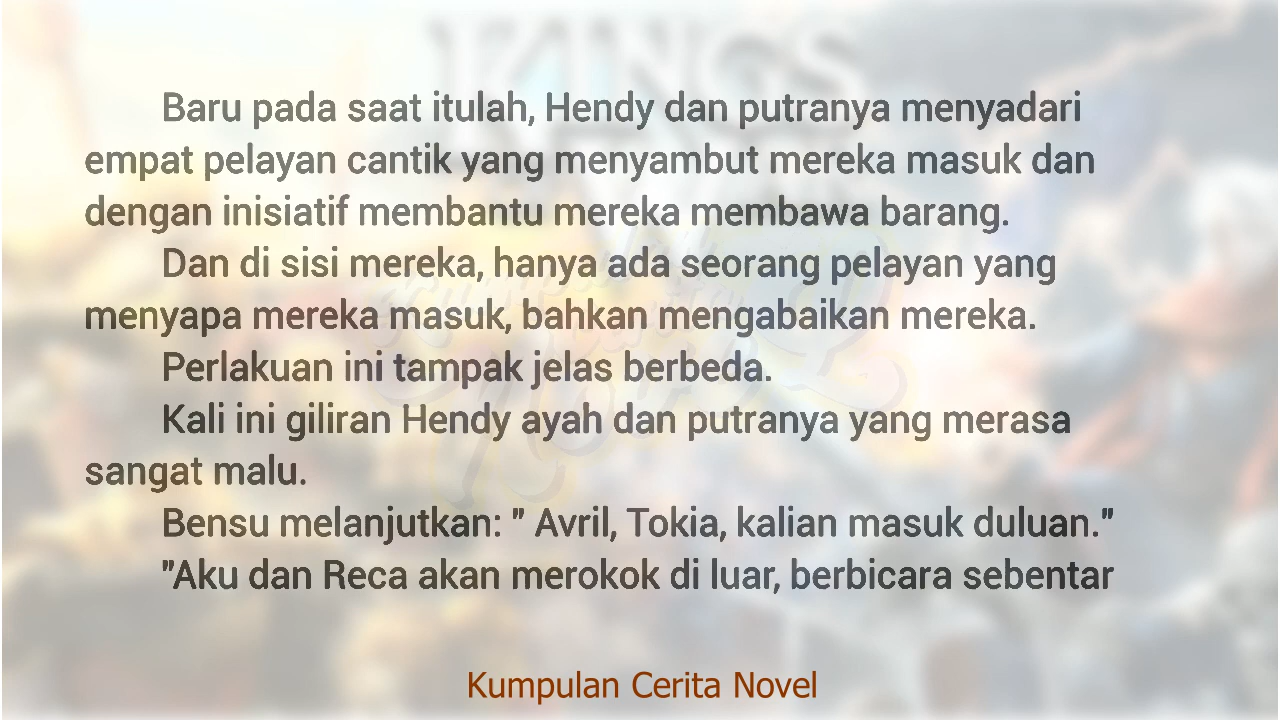 KINGS
Baru pada saat itulah, Hendy dan putranya menyadari
empat pelayan cantik yang menyambut mereka masuk dan
dengan inisiatif membantu mereka membawa barang.
Dan di sisi mereka, hanya ada seorang pelayan yang
menyapa mereka masuk, bahkan mengabaikan mereka.
Perlakuan ini tampak jelas berbeda.
Kali ini giliran Hendy ayah dan putranya yang merasa
sangat malu.
Bensu melanjutkan: " Avril, Tokia, kalian masuk duluan."
"Aku dan Reca akan merokok di luar, berbicara sebentar
Kumpulan Cerita Novel